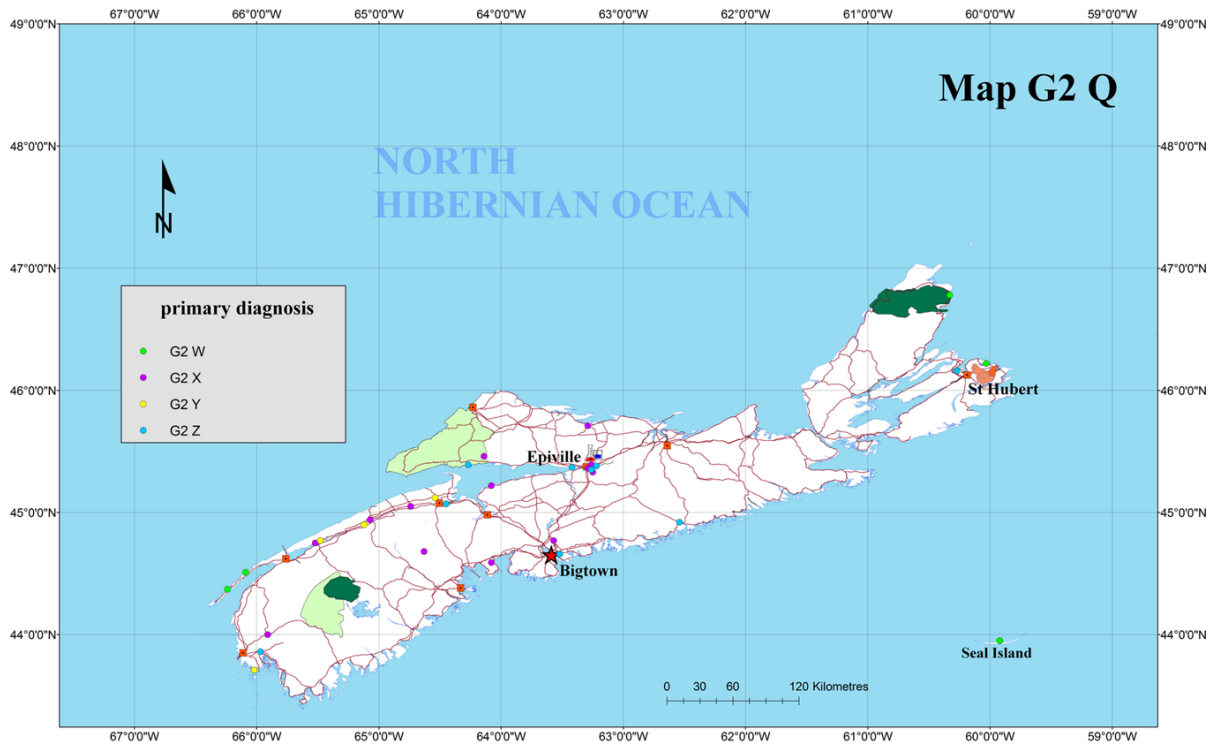 67°0'0"W 66°0'0"W 65°0'0"W 64°0'0"W 63°0'0"W 62°0'0"W 61°0'0"W 60°0'0"W 59°0'0"W
49°0'0"N 49°0'0"N
Map G2 Q
48°0'0"N 48°0'0"N
NORTH
HIBERNIAN OCEAN
N
47°0'0"N 47°0'0"N
primary diagnosis
G2 W
G2 X
G2 Y
G2 Z
46°0'0"N 46°0'0"N
St Hubert
Epiville
45°0'0"N 45°0'0"N
Bigtown
44°0'0"N 44°0'0"N
Seal Island
0 30 60 120 Kilometres
67°0'0"W 66°0'0"W 65°0'0"W 64°0'0"W 63°0'0"W 62°0'0"W 61°0'0"W 60°0'0"W 59°0'0"W